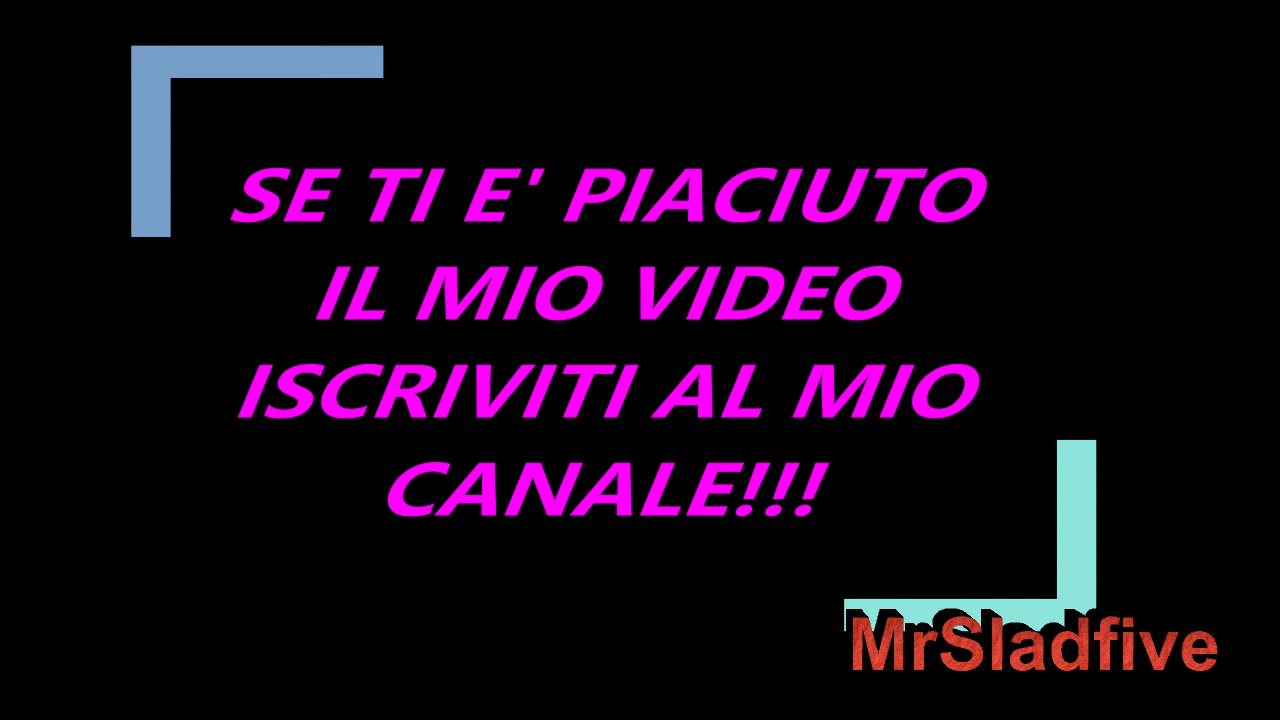 SE TI E' PIACIUTO
IL MIO VIDEO
ISCRIVITI AL MIO
CANALE!!!
MrSladfive